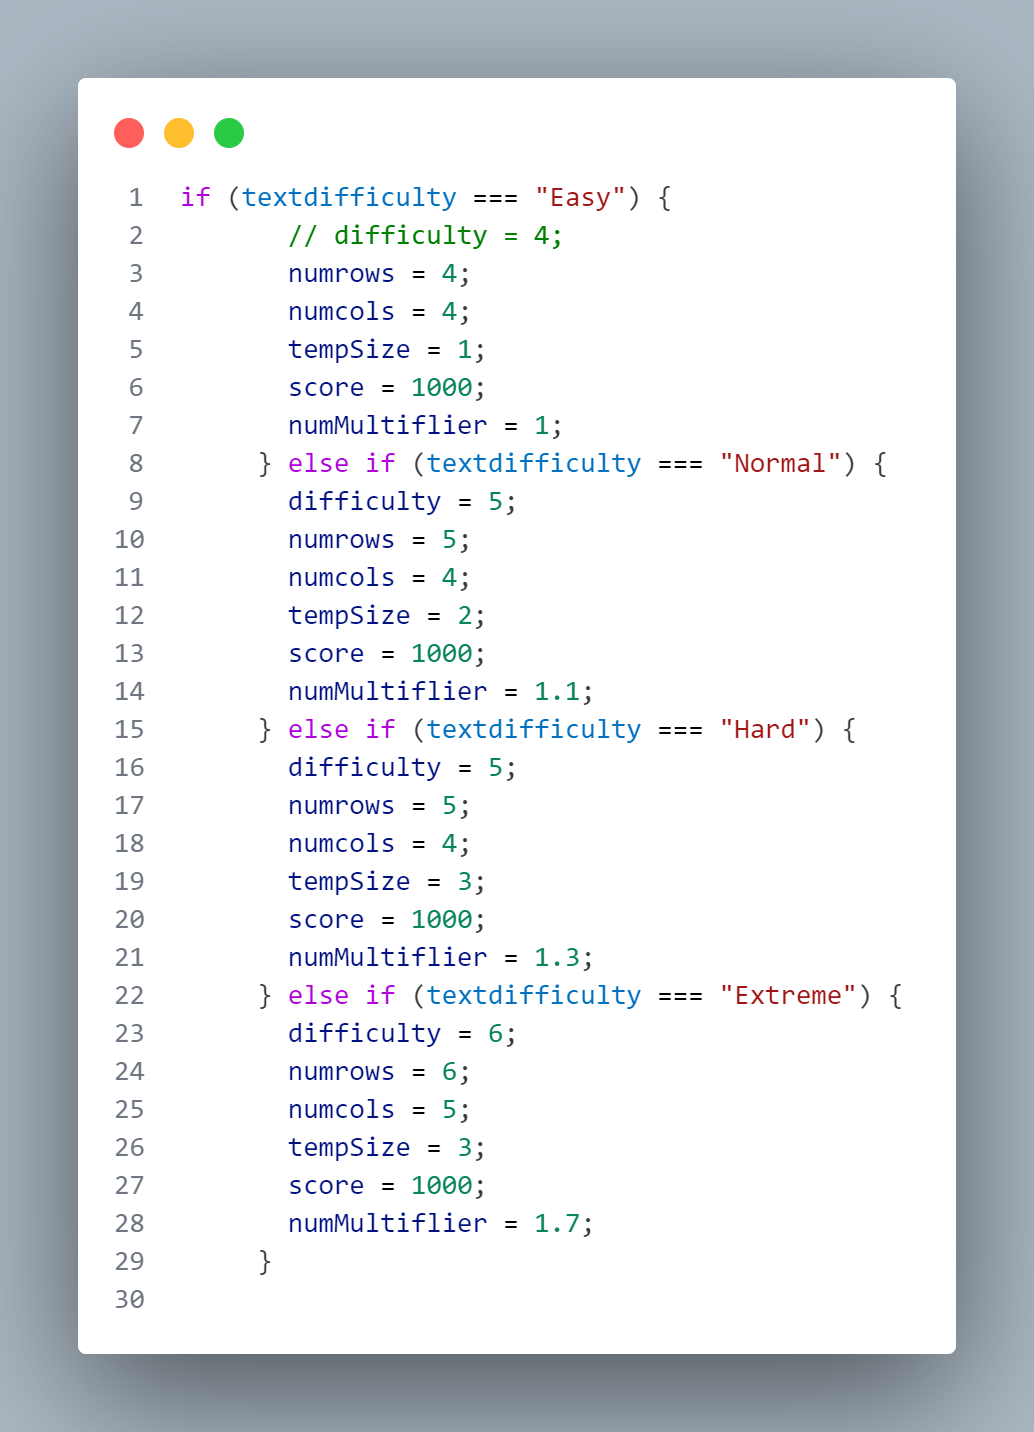 1 if (textdifficulty === "Easy") {
2 // difficulty = 4;
3 numrows = 4;
4 numcols = 4;
5 tempSize = 1;
6 score = 1000;
7 numMultiflier = 1;
8 } else if (textdifficulty === "Normal") {
9 difficulty = 5;
10 numrows = 5;
11 numcols = 4;
12 tempSize = 2;
13 score = 1000;
14 numMultiflier = 1.1;
15 } else if (textdifficulty === "Hard") {
16 difficulty = 5;
17 numrows = 5;
18 numcols = 4;
19 tempSize = 3;
20 score = 1000;
21 numMultiflier = 1.3;
22 } else if (textdifficulty === "Extreme") {
23 difficulty = 6;
24 numrows = 6;
25 numcols = 5;
26 tempSize = 3;
27 score = 1000;
28 numMultiflier = 1.7;
29 }
30